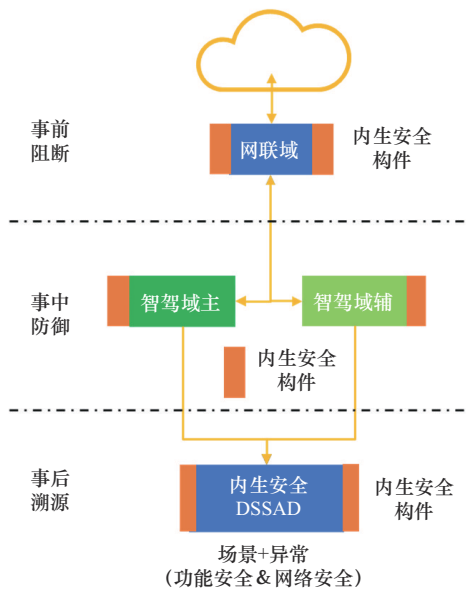 事前
阻断
网联域
内生安全
构件
事中
防御
智驾域主
智驾域辅
内生安全
构件
事后
溯源
内生安全
DSSAD
内生安全
构件
场景+异常
（功能安全＆网络安全）